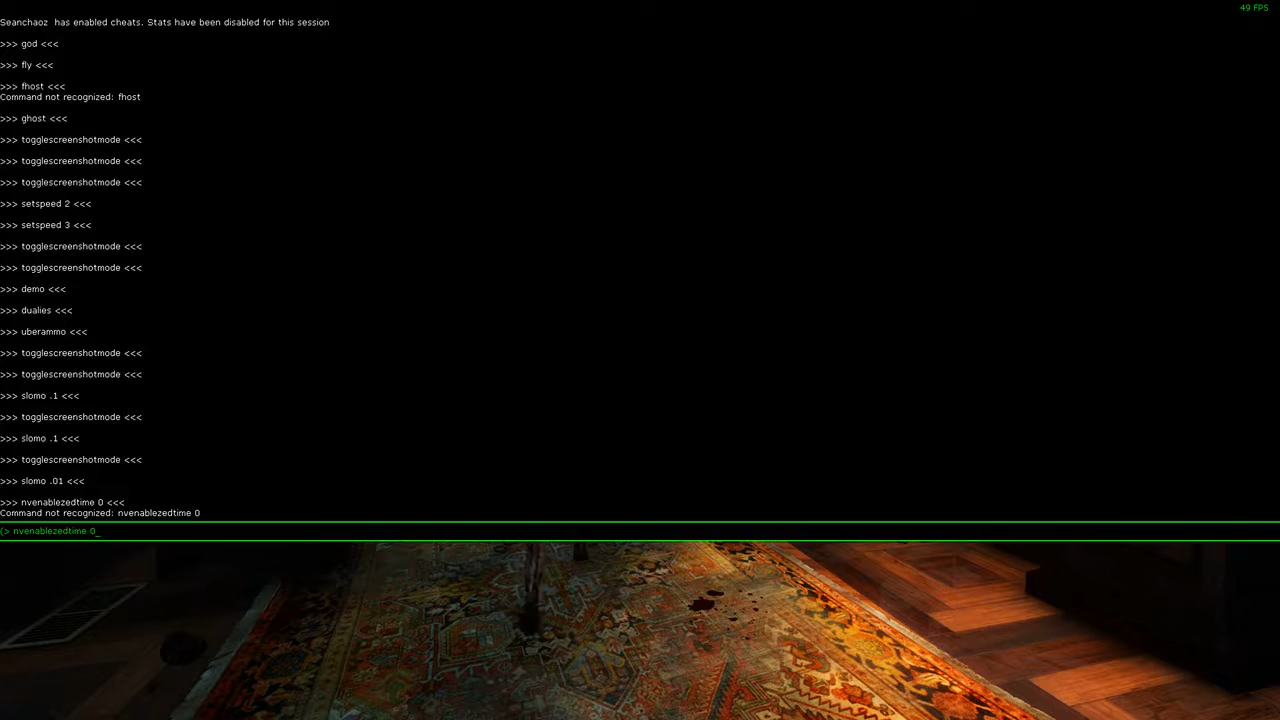 49 FPS
Seanchaoz  has enabled cheats. Stats have been disabled for this session
>>> god <<<
>>> fly <<<
>>> fhost <<<
Command not recognized: fhost
>>> ghost <<<
>>> togglescreenshotmode <<<
>>> togglescreenshotmode <<<
>>> togglescreenshotmode <<<
>>> setspeed 2 <<<
>>> setspeed 3 <<<
>>> togglescreenshotmode <<<
>>> togglescreenshotmode <<<
>>> demo <<<
>>> dualies <<<
>>> uberammo <<<
>>> togglescreenshotmode <<<
>>> togglescreenshotmode <<<
>>> slomo .1 <<<
>>> togglescreenshotmode <<<
>>> slomo .1 <<<
>>> togglescreenshotmode <<<
>>> slomo .01 <<<
>>> nvenablezedtime 0 <<<
Command not recognized: nvenablezedtime 0
(> nvenablezedtime 0_